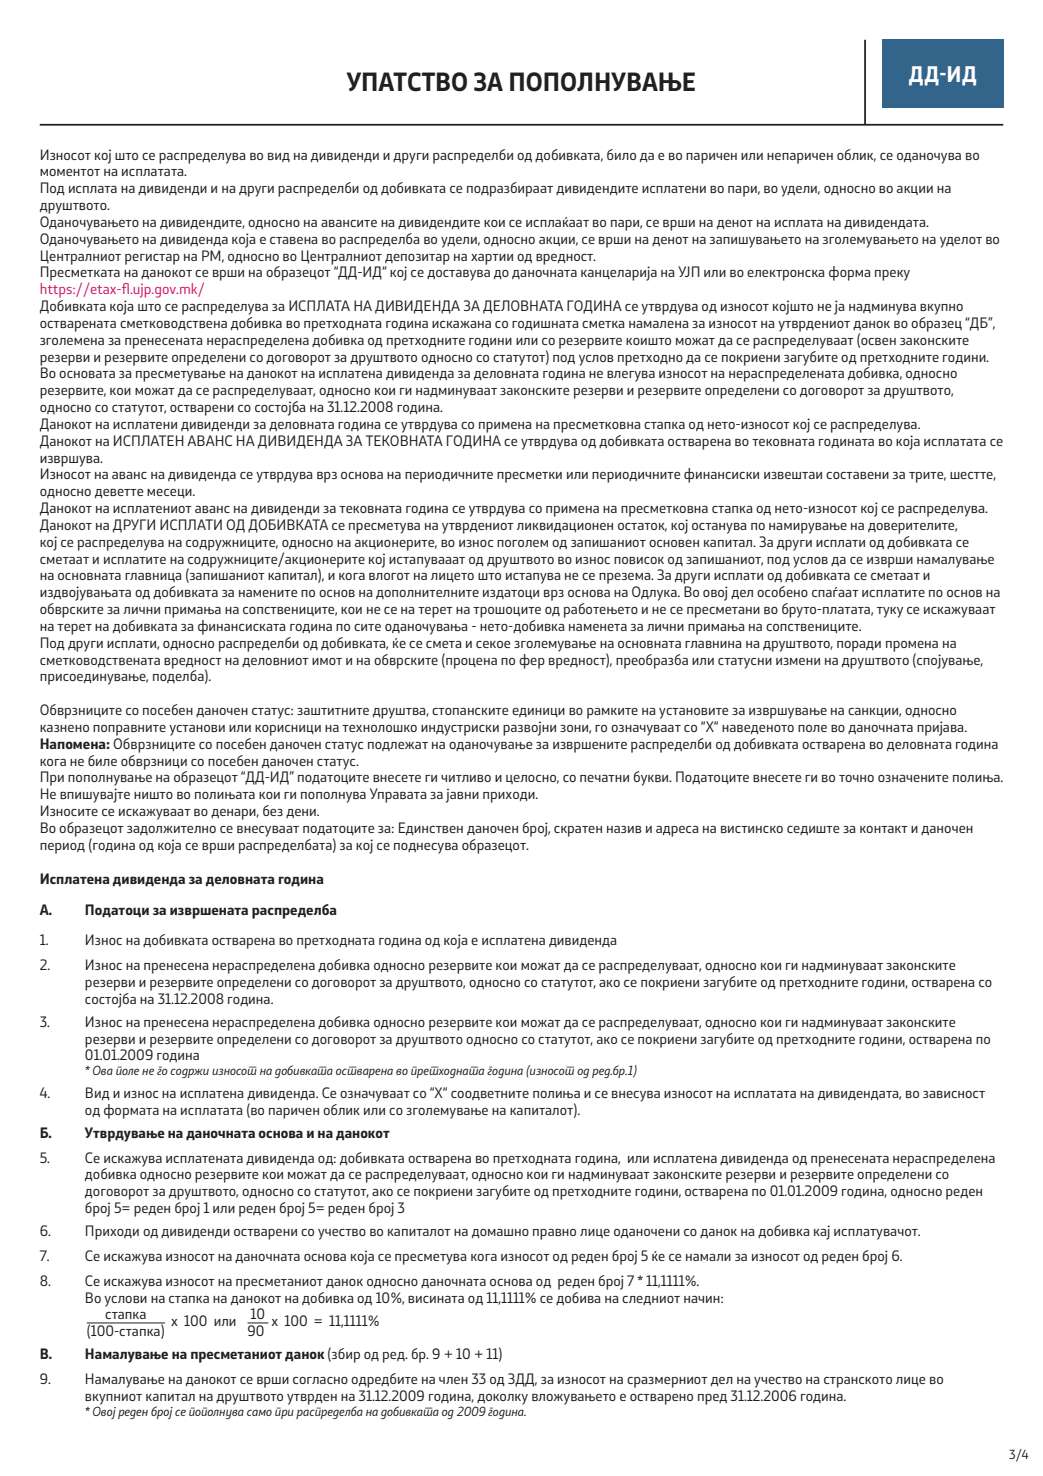 УПАТСТВО ЗА ПОПОЛНУВАЊЕ
ДД-ИД
Износот кој што се распределува во вид на дивиденди и други распределби од добивката, било да е во паричен или непаричен облик, се оданочува во
моментот на исплатата.
Под исплата на дивиденди и на други распределби од добивката се подразбираат дивидендите исплатени во пари, во удели, односно во акции на
друштвото.
Оданочувањето на дивидендите, односно на авансите на дивидендите кои се исплаќаат во пари, се врши на денот на исплата на дивидендата.
Оданочувањето на дивиденда која е ставена во распределба во удели, односно акции, се врши на денот на запишувањето на зголемувањето на уделот во
Централниот регистар на РМ, односно во Централниот депозитар на хартии од вредност.
Пресметката на данокот се врши на образецот "ДД-ИД" кој се доставува до даночната канцеларија на УЈП или во електронска форма преку
https://etax-fl.ujp.gov.mk/
Добивката која што се распределува за ИСПЛАТА НА ДИВИДЕНДА ЗА ДЕЛОВНАТА ГОДИНА се утврдува од износот којшто не ја надминува вкупно
остварената сметководствена добивка во претходната година искажана со годишната сметка намалена за износот на утврдениот данок во образец "ДБ",
зголемена за пренесената нераспределена добивка од претходните години или со резервите коишто можат да се распределуваат (освен законските
резерви и резервите определени со договорот за друштвото односно со статутот) под услов претходно да се покриени загубите од претходните години.
Во основата за пресметување на данокот на исплатена дивиденда за деловната година не влегува износот на нераспределената добивка, односно
резервите, кои можат да се распределуваат, односно кои ги надминуваат законските резерви и резервите определени со договорот за друштвото,
односно со статутот, остварени со состојба на 31.12.2008 година.
Данокот на исплатени дивиденди за деловната година се утврдува со примена на пресметковна стапка од нето-износот кој се распределува.
Данокот на ИСПЛАТЕН АВАНС НА ДИВИДЕНДА ЗА ТЕКОВНАТА ГОДИНА се утврдува од добивката остварена во тековната годината во која исплатата се
извршува.
Износот на аванс на дивиденда се утврдува врз основа на периодичните пресметки или периодичните финансиски извештаи составени за трите, шестте,
односно деветте месеци.
Данокот на исплатениот аванс на дивиденди за тековната година се утврдува со примена на пресметковна стапка од нето-износот кој се распределува.
Данокот на ДРУГИ ИСПЛАТИ ОД ДОБИВКАТА се пресметува на утврдениот ликвидационен остаток, кој останува по намирување на доверителите,
кој се распределува на содружниците, односно на акционерите, во износ поголем од запишаниот основен капитал. За други исплати од добивката се
сметаат и исплатите на содружниците/акционерите кој истапувааат од друштвото во износ повисок од запишаниот, под услов да се изврши намалување
на основната главница (запишаниот капитал), и кога влогот на лицето што истапува не се презема. За други исплати од добивката се сметаат и
издвојувањата од добивката за намените по основ на дополнителните издатоци врз основа на Одлука. Во овој дел особено спаѓаат исплатите по основ на
обврските за лични примања на сопствениците, кои не се на терет на трошоците од работењето и не се пресметани во бруто-платата, туку се искажуваат
на терет на добивката за финансиската година по сите оданочувања - нето-добивка наменета за лични примања на сопствениците.
Под други исплати, односно распределби од добивката, ќе се смета и секое зголемување на основната главнина на друштвото, поради промена на
сметководствената вредност на деловниот имот и на обврските (процена по фер вредност), преобразба или статусни измени на друштвото (спојување,
присоединување, поделба).
Обврзниците со посебен даночен статус: заштитните друштва, стопанските единици во рамките на установите за извршување на санкции, односно
казнено поправните установи или корисници на технолошко индустриски развојни зони, го означуваат со "Х" наведеното поле во даночната пријава.
Напомена: Обврзниците со посебен даночен статус подлежат на оданочување за извршените распределби од добивката остварена во деловната година
кога не биле обврзници со посебен даночен статус.
При пополнување на образецот "ДД-ИД" податоците внесете ги читливо и целосно, со печатни букви. Податоците внесете ги во точно означените полиња.
Не впишувајте ништо во полињата кои ги пополнува Управата за јавни приходи.
Износите се искажуваат во денари, без дени.
Во образецот задолжително се внесуваат податоците за: Единствен даночен број, скратен назив и адреса на вистинско седиште за контакт и даночен
период (година од која се врши распределбата) за кој се поднесува образецот.
Исплатена дивиденда за деловната година
А. Податоци за извршената распределба
1. Износ на добивката остварена во претходната година од која е исплатена дивиденда
2. Износ на пренесена нераспределена добивка односно резервите кои можат да се распределуваат, односно кои ги надминуваат законските
резерви и резервите определени со договорот за друштвото, односно со статутот, ако се покриени загубите од претходните години, остварена со
состојба на 31.12.2008 година.
3. Износ на пренесена нераспределена добивка односно резервите кои можат да се распределуваат, односно кои ги надминуваат законските
резерви и резервите определени со договорот за друштвото односно со статутот, ако се покриени загубите од претходните години, остварена по
01.01.2009 година
* Ова поле не го содржи износот на добивката остварена во претходната година (износот од ред.бр.1)
4. Вид и износ на исплатена дивиденда. Се означуваат со "Х" соодветните полиња и се внесува износот на исплатата на дивидендата, во зависност
од формата на исплатата (во паричен облик или со зголемување на капиталот).
Б. Утврдување на даночната основа и на данокот
5. Се искажува исплатената дивиденда од: добивката остварена во претходната година, или исплатена дивиденда од пренесената нераспределена
добивка односно резервите кои можат да се распределуваат, односно кои ги надминуваат законските резерви и резервите определени со
договорот за друштвото, односно со статутот, ако се покриени загубите од претходните години, остварена по 01.01.2009 година, односно реден
број 5= реден број 1 или реден број 5= реден број 3
6. Приходи од дивиденди остварени со учество во капиталот на домашно правно лице оданочени со данок на добивка кај исплатувачот.
7. Се искажува износот на даночната основа која се пресметува кога износот од реден број 5 ќе се намали за износот од реден број 6.
8. Се искажува износот на пресметаниот данок односно даночната основа од реден број 7 * 11,1111%.
Во услови на стапка на данокот на добивка од 10%, висината од 11,1111% се добива на следниот начин:
стапка 10
(100-стапка) х 100 или 90 х 100 = 11,1111%
В. Намалување на пресметаниот данок (збир од ред. бр. 9 + 10 + 11)
9. Намалување на данокот се врши согласно одредбите на член 33 од ЗДД, за износот на сразмерниот дел на учество на странското лице во
вкупниот капитал на друштвото утврден на 31.12.2009 година, доколку вложувањето е остварено пред 31.12.2006 година.
* Овој реден број се пополнува само при распределба на добивката од 2009 година.
3/4